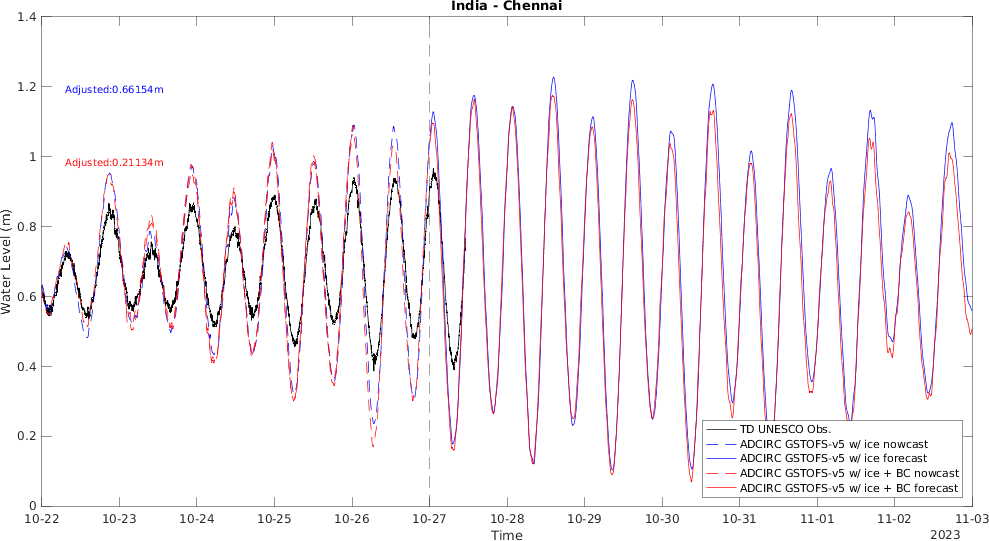 India - Chennai
1.4
1.2
1
0.8
0.6
0.4
0.2
0
Water Level (m)
Adjusted:0.66154m
Adjusted:0.21134m
TD UNESCO Obs.
ADCIRC GSTOFS-v5 w/ ice nowcast
ADCIRC GSTOFS-v5 w/ ice forecast
ADCIRC GSTOFS-v5 w/ ice + BC nowcast
ADCIRC GSTOFS-v5 w/ ice + BC forecast
10-22 10-23 10-24 10-25 10-26 10-27 10-28 10-29 10-30 10-31 11-01 11-02 11-03
Time
2023